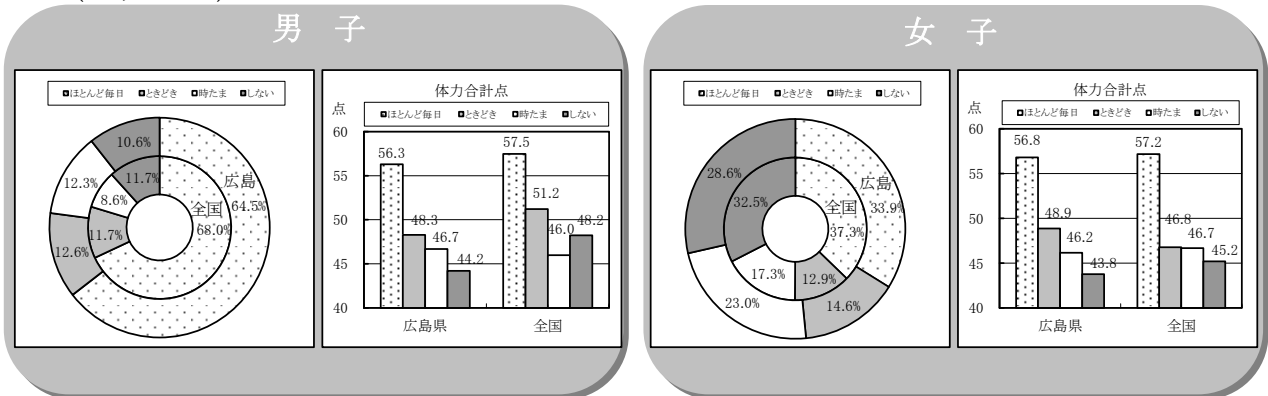 男 子
ほとんど毎日 ときどき 時たま しない
10.6%
11.7%
12.3%
8.6%
広島
64.5%
全国
68.0%
11.7%
12.6%
体力合計点
点
ほとんど毎日 ときどき 時たま しない
60
55
50
45
40
56.3
48.3
46.7
44.2
57.5
51.2
46.0
48.2
広島県 全国
女 子
ほとんど毎日 ときどき 時たま しない
28.6%
32.5%
広島
33.9%
全国
37.3%
17.3%
12.9%
23.0%
14.6%
体力合計点
点
ほとんど毎日 ときどき 時たま しない
60
55
50
45
40
56.8
48.9
46.2
43.8
57.2
46.8
46.7
45.2
広島県 全国